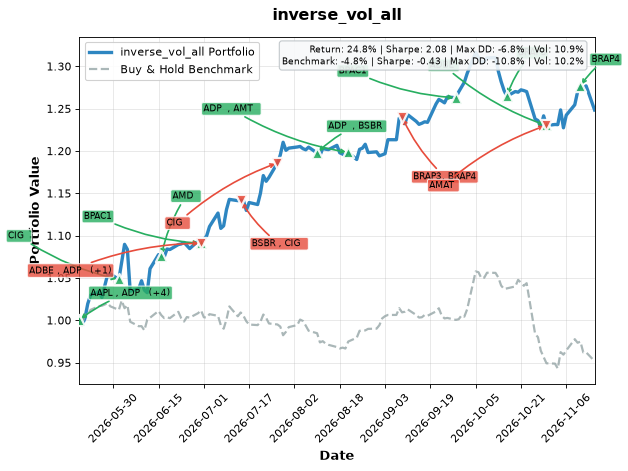 inverse_vol_all
inverse_vol_all Portfolio
Buy & Hold Benchmark
Return: 24.8% | Sharpe: 2.08 | Max DD: -6.8% | Vol: 10.9%
Benchmark: -4.8% | Sharpe: -0.43 | Max DD: -10.8% | Vol: 10.2%
BRAP4
BPAC1
ADP , AMT
ADP , BSBR
BRAP3, BRAP4
AMAT
AMD
BPAC1
CIG
CIG
BSBR , CIG
ADBE , ADP (+1)
AAPL , ADP (+4)
Portfolio Value
1.30
1.25
1.20
1.15
1.10
1.05
1.00
0.95
2026-05-30
2026-06-15
2026-07-01
2026-07-17
2026-08-02
2026-08-18
2026-09-03
2026-09-19
2026-10-05
2026-10-21
2026-11-06
Date